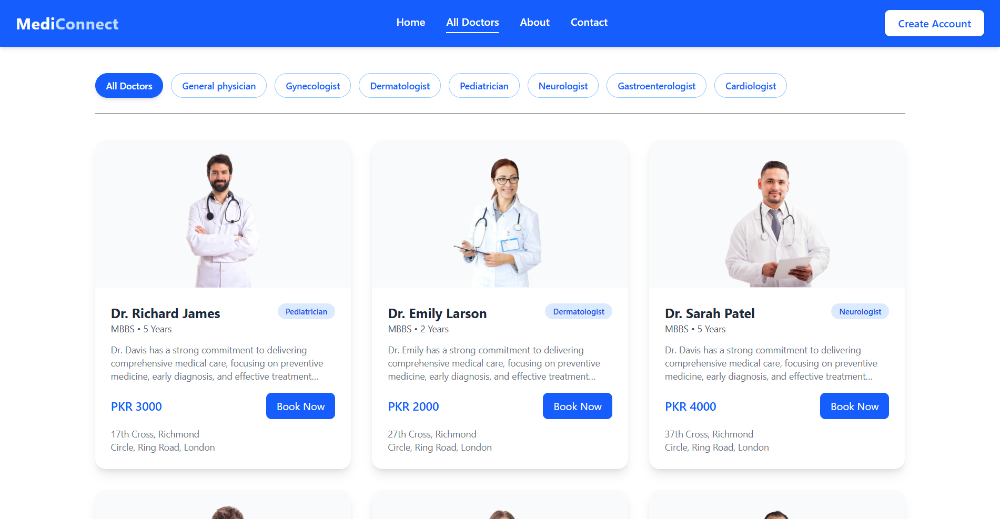 MediConnect
Home
All Doctors
About
Contact
Create Account
All Doctors
General physician
Gynecologist
Dermatologist
Pediatrician
Neurologist
Gastroenterologist
Cardiologist
Dr. Richard James
Pediatrician
MBBS • 5 Years
Dr. Davis has a strong commitment to delivering
comprehensive medical care, focusing on preventive
medicine, early diagnosis, and effective treatment...
PKR 3000
Book Now
17th Cross, Richmond
Circle, Ring Road, London
Dr. Emily Larson
Dermatologist
MBBS • 2 Years
Dr. Emily has a strong commitment to delivering
comprehensive medical care, focusing on preventive
medicine, early diagnosis, and effective treatment...
PKR 2000
Book Now
27th Cross, Richmond
Circle, Ring Road, London
Dr. Sarah Patel
Neurologist
MBBS • 5 Years
Dr. Davis has a strong commitment to delivering
comprehensive medical care, focusing on preventive
medicine, early diagnosis, and effective treatment...
PKR 4000
Book Now
37th Cross, Richmond
Circle, Ring Road, London